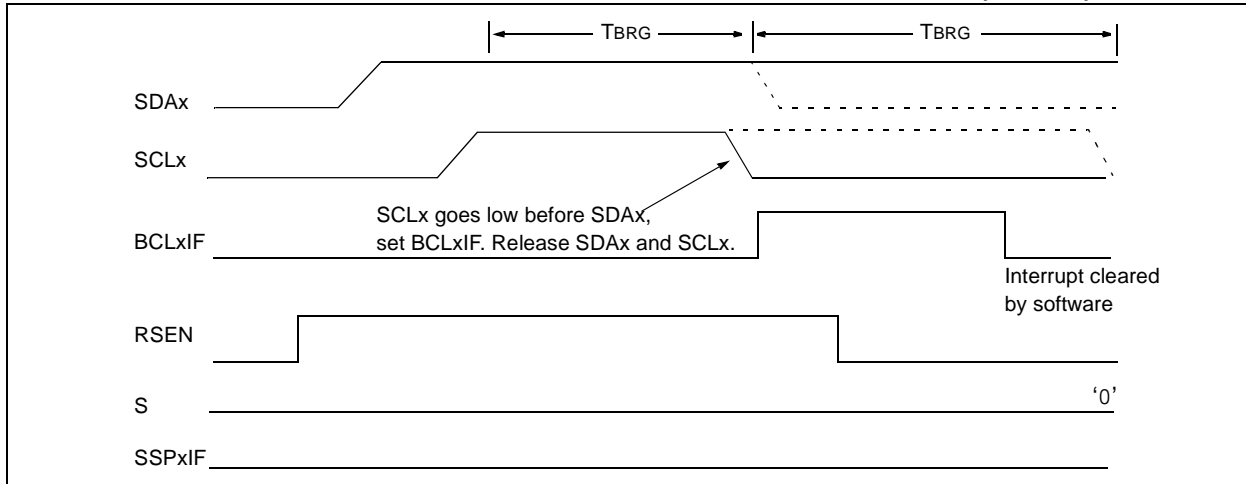 TBRG TBRG
SDAx
SCLx
SCLx goes low before SDAx,
set BCLxIF. Release SDAx and SCLx.
BCLxIF
Interrupt cleared
by software
RSEN
S
‘0’
SSPxIF